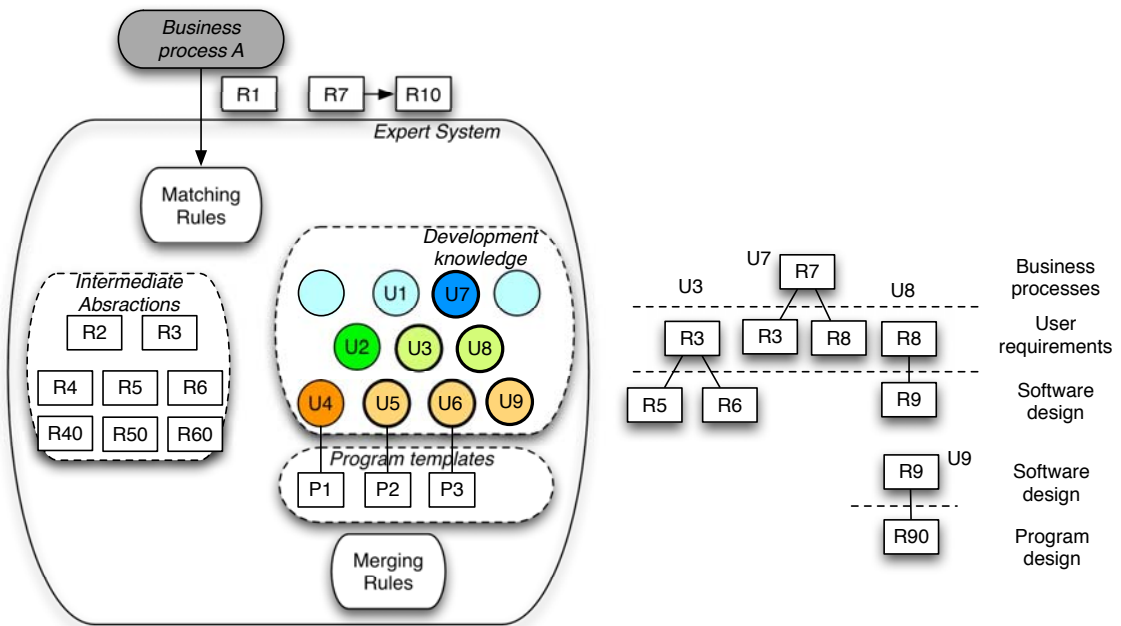 Business
process A
R1
R7
R10
Expert System
Matching
Rules
Development
knowledge
U1
U7
U2
U3
U8
U4
U5
U6
U9
Intermediate
Absractions
R2
R3
R4
R5
R6
R40
R50
R60
Program templates
P1
P2
P3
Merging
Rules
U7
R7
Business
processes
U3
U8
R3
R3
R8
R8
User
requirements
R5
R6
R9
Software
design
R9
U9
Software
design
R90
Program
design